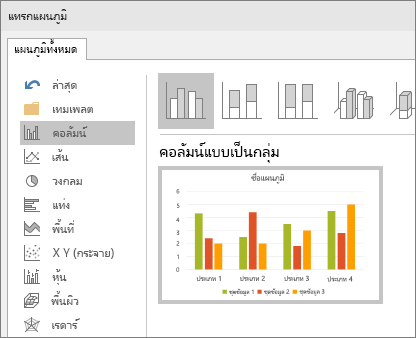 แทรกแผนภูมิ
แผนภูมิทั้งหมด
ล่าสุด
เทมเพลต
คอลัมน์
เส้น
วงกลม
แท่ง
พื้นที่
X Y (กระจาย)
หุ้น
พื้นผิว
เรดาร์
คอลัมน์แบบเป็นกลุ่ม
ชื่อแผนภูมิ
6
5
4
3
2
1
0
ประเภท 1 ประเภท 2 ประเภท 3 ประเภท 4
ชุดข้อมูล 1 ชุดข้อมูล 2 ชุดข้อมูล 3